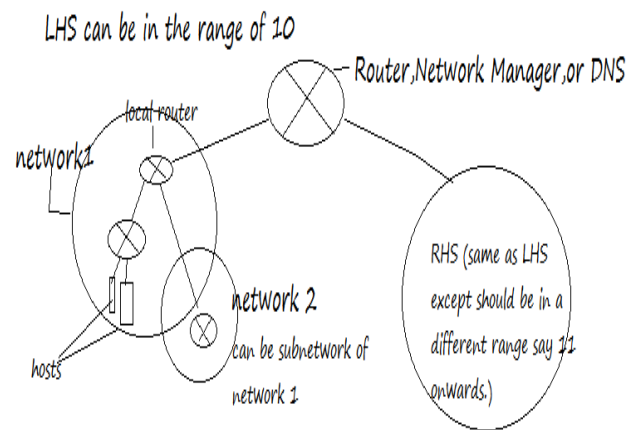 LHS can be in the range of 10
Router,Network Manager,or DNS
local router
network1
RHS (same as LHS
except should be in a
different range say 11
onwards.)
network 2
can be subnetwork of
network 1
hosts